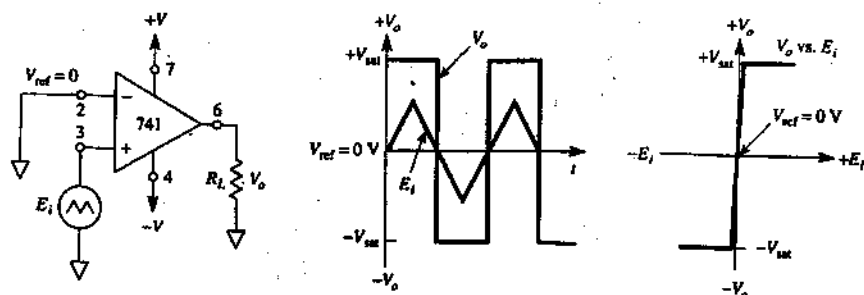 +V
V_ref = 0
7
2
−
741
6
3
+
4
−V
E_i
R_L
V_o
+V_o
+V_sat
V_o
V_ref = 0 V
E_i
t
−V_sat
−V_o
+V_o
+V_sat
V_o vs. E_i
V_ref = 0 V
−E_i
+E_i
−V_sat
−V_o